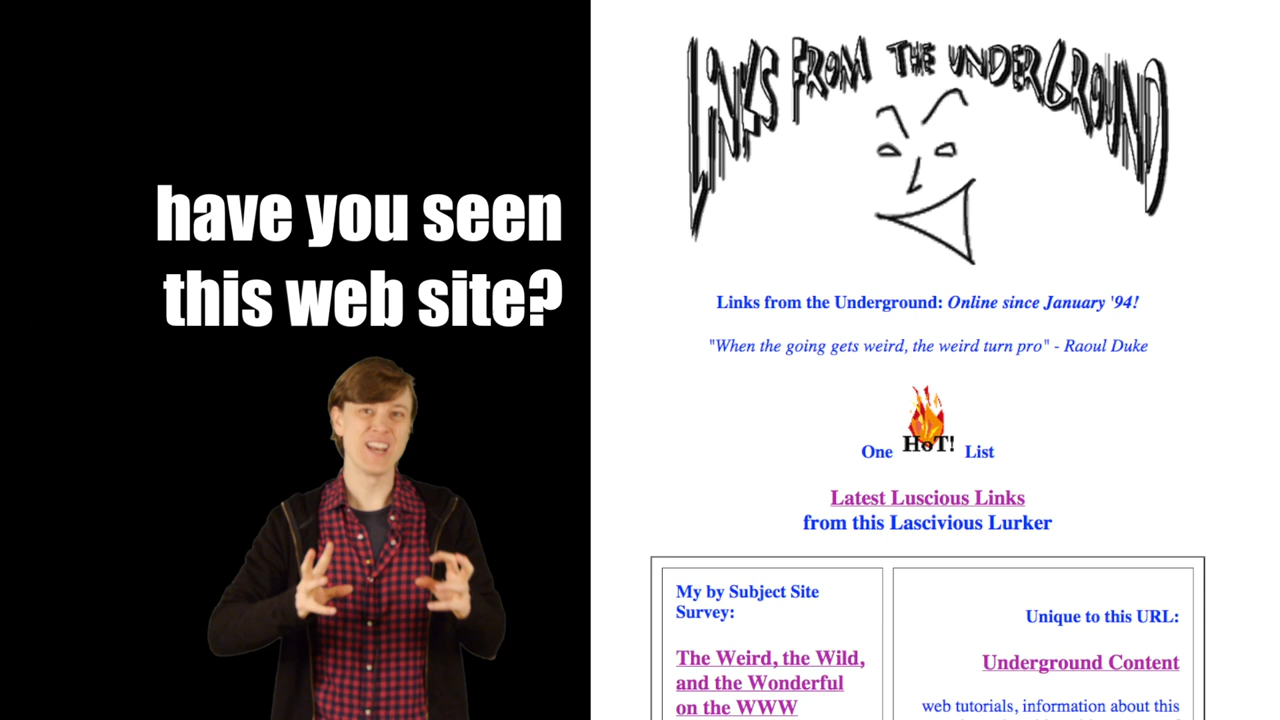 have you seen
this web site?
LINKS FROM THE UNDERGROUND
Links from the Underground: Online since January '94!
"When the going gets weird, the weird turn pro" - Raoul Duke
One HoT! List
Latest Luscious Links
from this Lascivious Lurker
My by Subject Site
Survey:
The Weird, the Wild,
and the Wonderful
on the WWW
Unique to this URL:
Underground Content
web tutorials, information about this